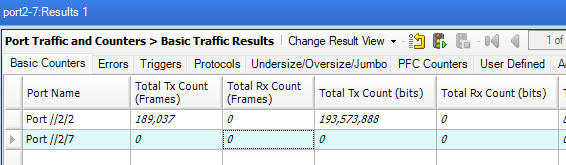 port2-7:Results 1
Port Traffic and Counters > Basic Traffic Results Change Result View 1 of
Basic Counters Errors Triggers Protocols Undersize/Oversize/Jumbo PFC Counters User Defined
Port Name Total Tx Count (Frames) Total Rx Count (Frames) Total Tx Count (bits) Total Rx Count (bits)
Port //2/2 189,037 0 193,573,888 0
Port //2/7 0 0 0 0